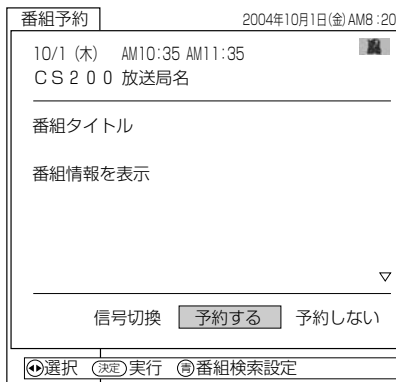 番組予約 2004年10月1日(金)AM8:20
10/1 (木) AM10:35 AM11:35
CS200 放送局名
番組タイトル
番組情報を表示
信号切換 予約する 予約しない
選択 決定 実行 青 番組検索設定